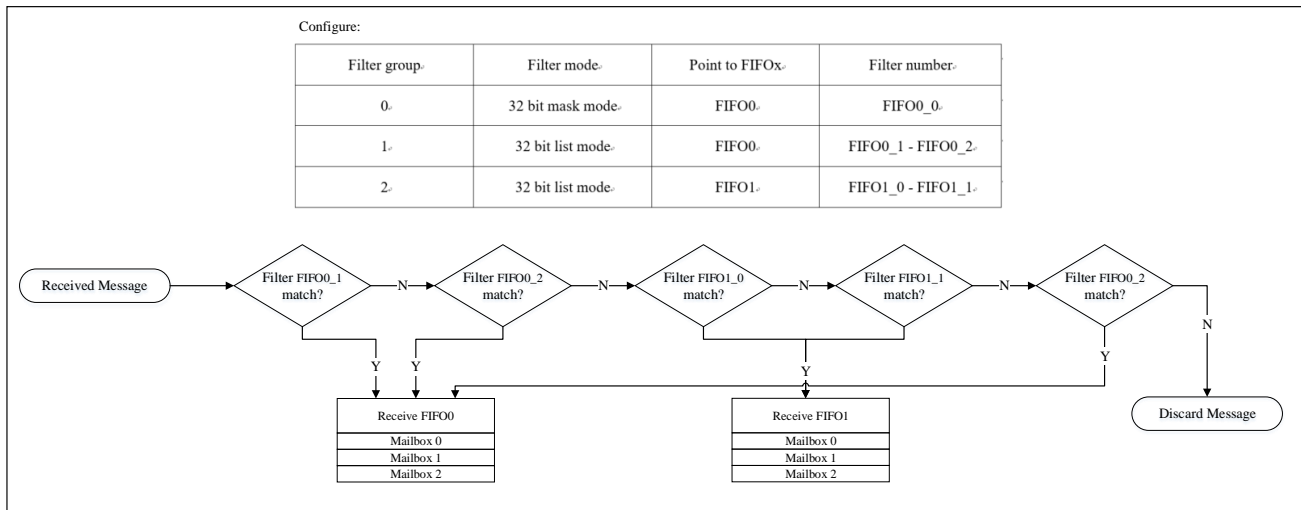 Configure:
Filter group Filter mode Point to FIFOx Filter number
0 32 bit mask mode FIFO0 FIFO0_0
1 32 bit list mode FIFO0 FIFO0_1 - FIFO0_2
2 32 bit list mode FIFO1 FIFO1_0 - FIFO1_1
Received Message
Filter FIFO0_1
match?
N
Filter FIFO0_2
match?
N
Filter FIFO1_0
match?
N
Filter FIFO1_1
match?
N
Filter FIFO0_2
match?
N
Y
Y
Y
Y
Receive FIFO0
Mailbox 0
Mailbox 1
Mailbox 2
Receive FIFO1
Mailbox 0
Mailbox 1
Mailbox 2
Discard Message